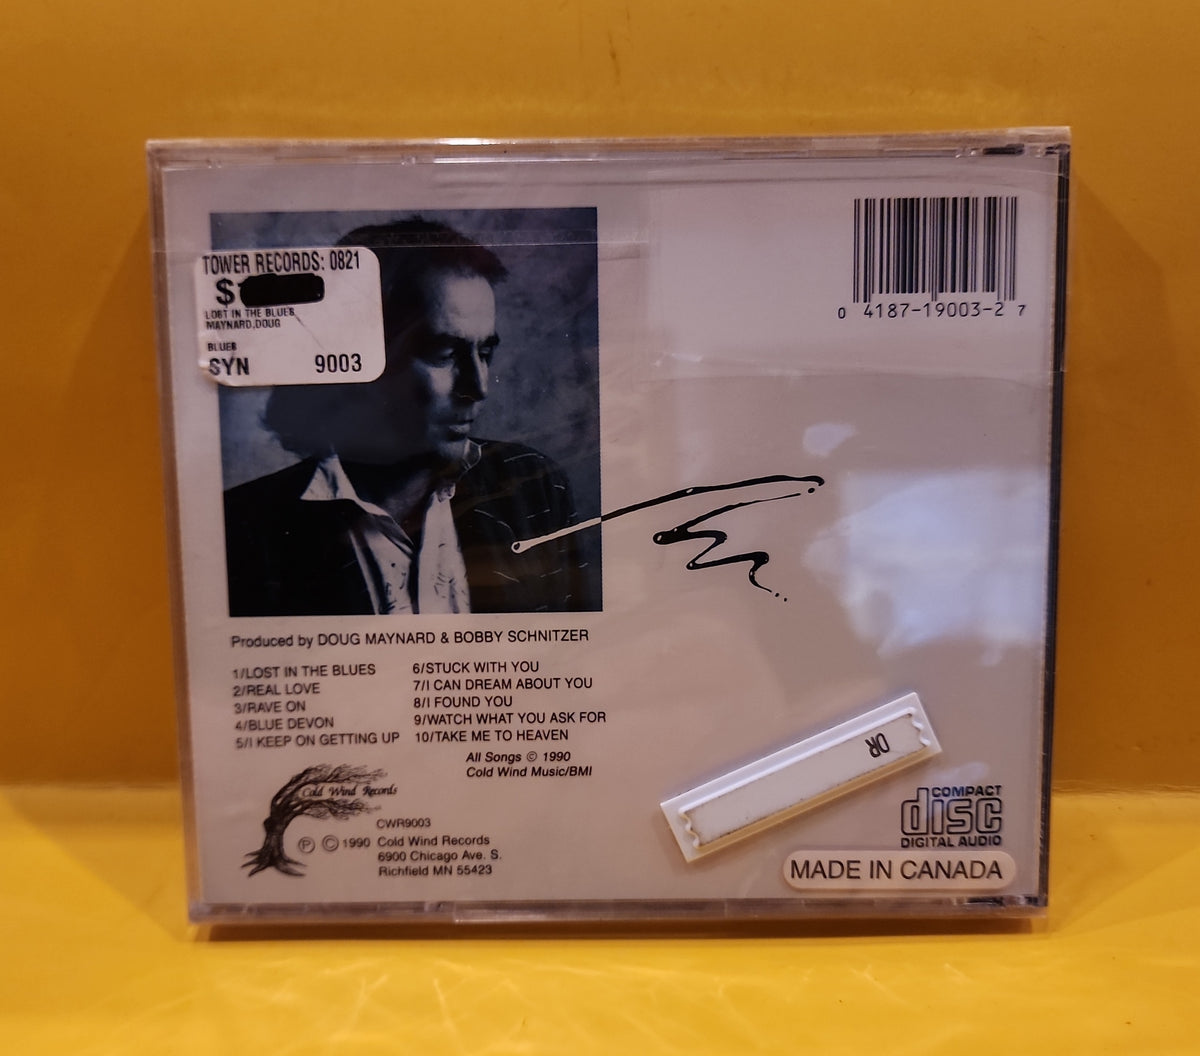 TOWER RECORDS: 0821
$
LOST IN THE BLUES
MAYNARD,DOUG
BLUES
SYN 9003
0 4187-19003-2 7
Produced by DOUG MAYNARD & BOBBY SCHNITZER
1/LOST IN THE BLUES
2/REAL LOVE
3/RAVE ON
4/BLUE DEVON
5/I KEEP ON GETTING UP
6/STUCK WITH YOU
7/I CAN DREAM ABOUT YOU
8/I FOUND YOU
9/WATCH WHAT YOU ASK FOR
10/TAKE ME TO HEAVEN
All Songs © 1990
Cold Wind Music/BMI
Cold Wind Records
CWR9003
℗ © 1990 Cold Wind Records
6900 Chicago Ave. S.
Richfield MN 55423
OR
COMPACT
disc
DIGITAL AUDIO
MADE IN CANADA